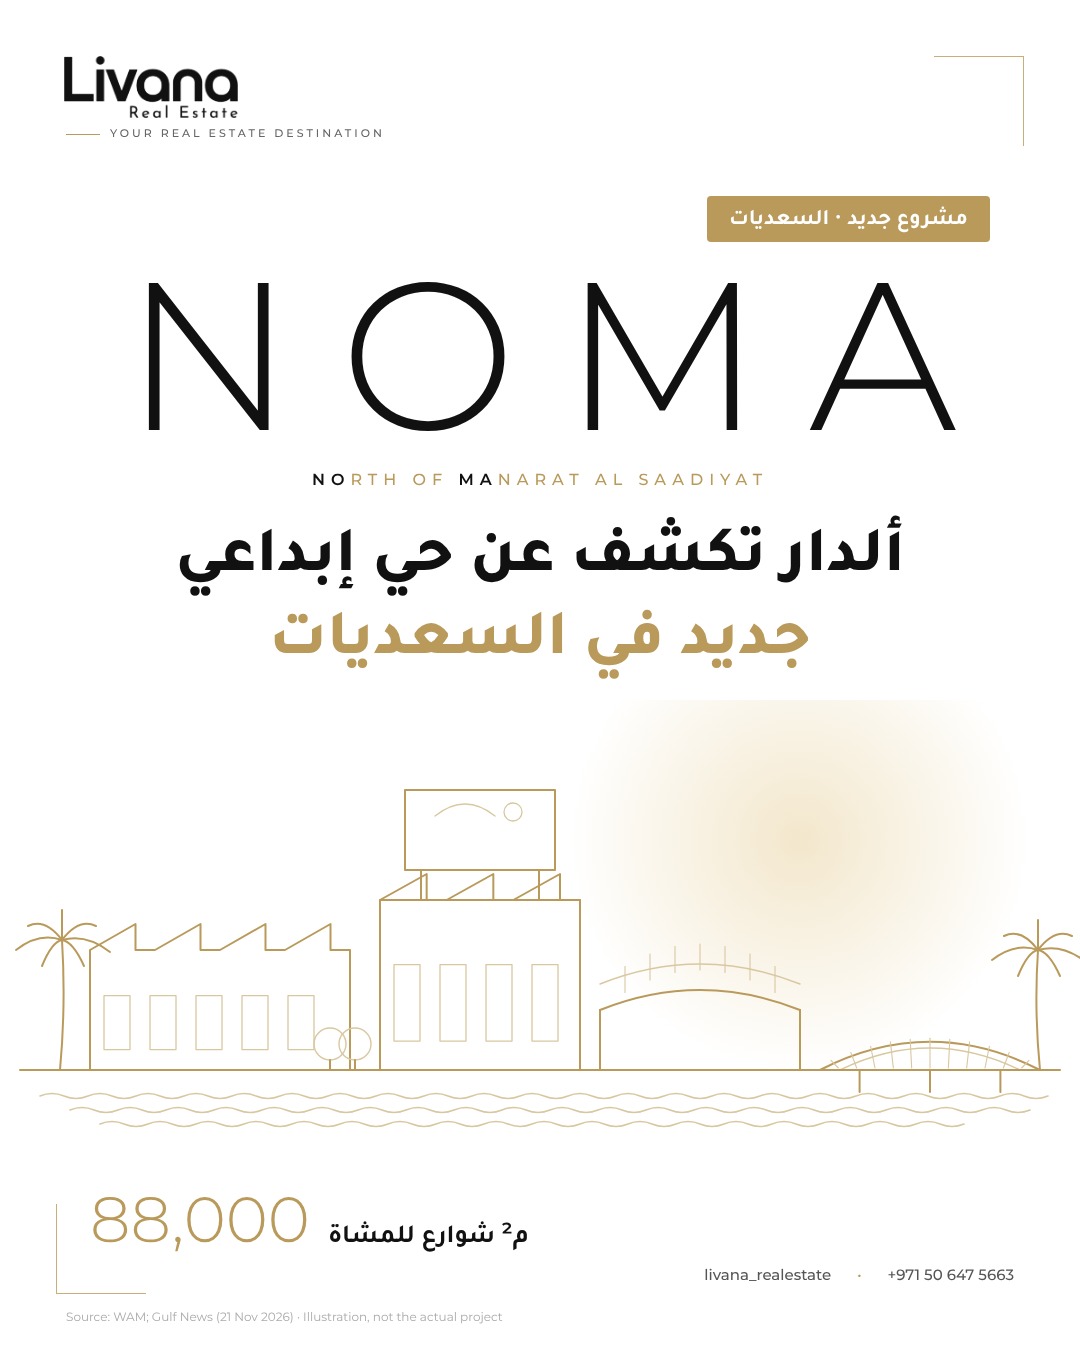 Livana
Real Estate
YOUR REAL ESTATE DESTINATION
مشروع جديد · السعديات
NOMA
NORTH OF MANARAT AL SAADIYAT
ألدار تكشف عن حي إبداعي
جديد في السعديات
88,000 م² شوارع للمشاة
livana_realestate · +971 50 647 5663
Source: WAM; Gulf News (21 Nov 2026) · Illustration, not the actual project